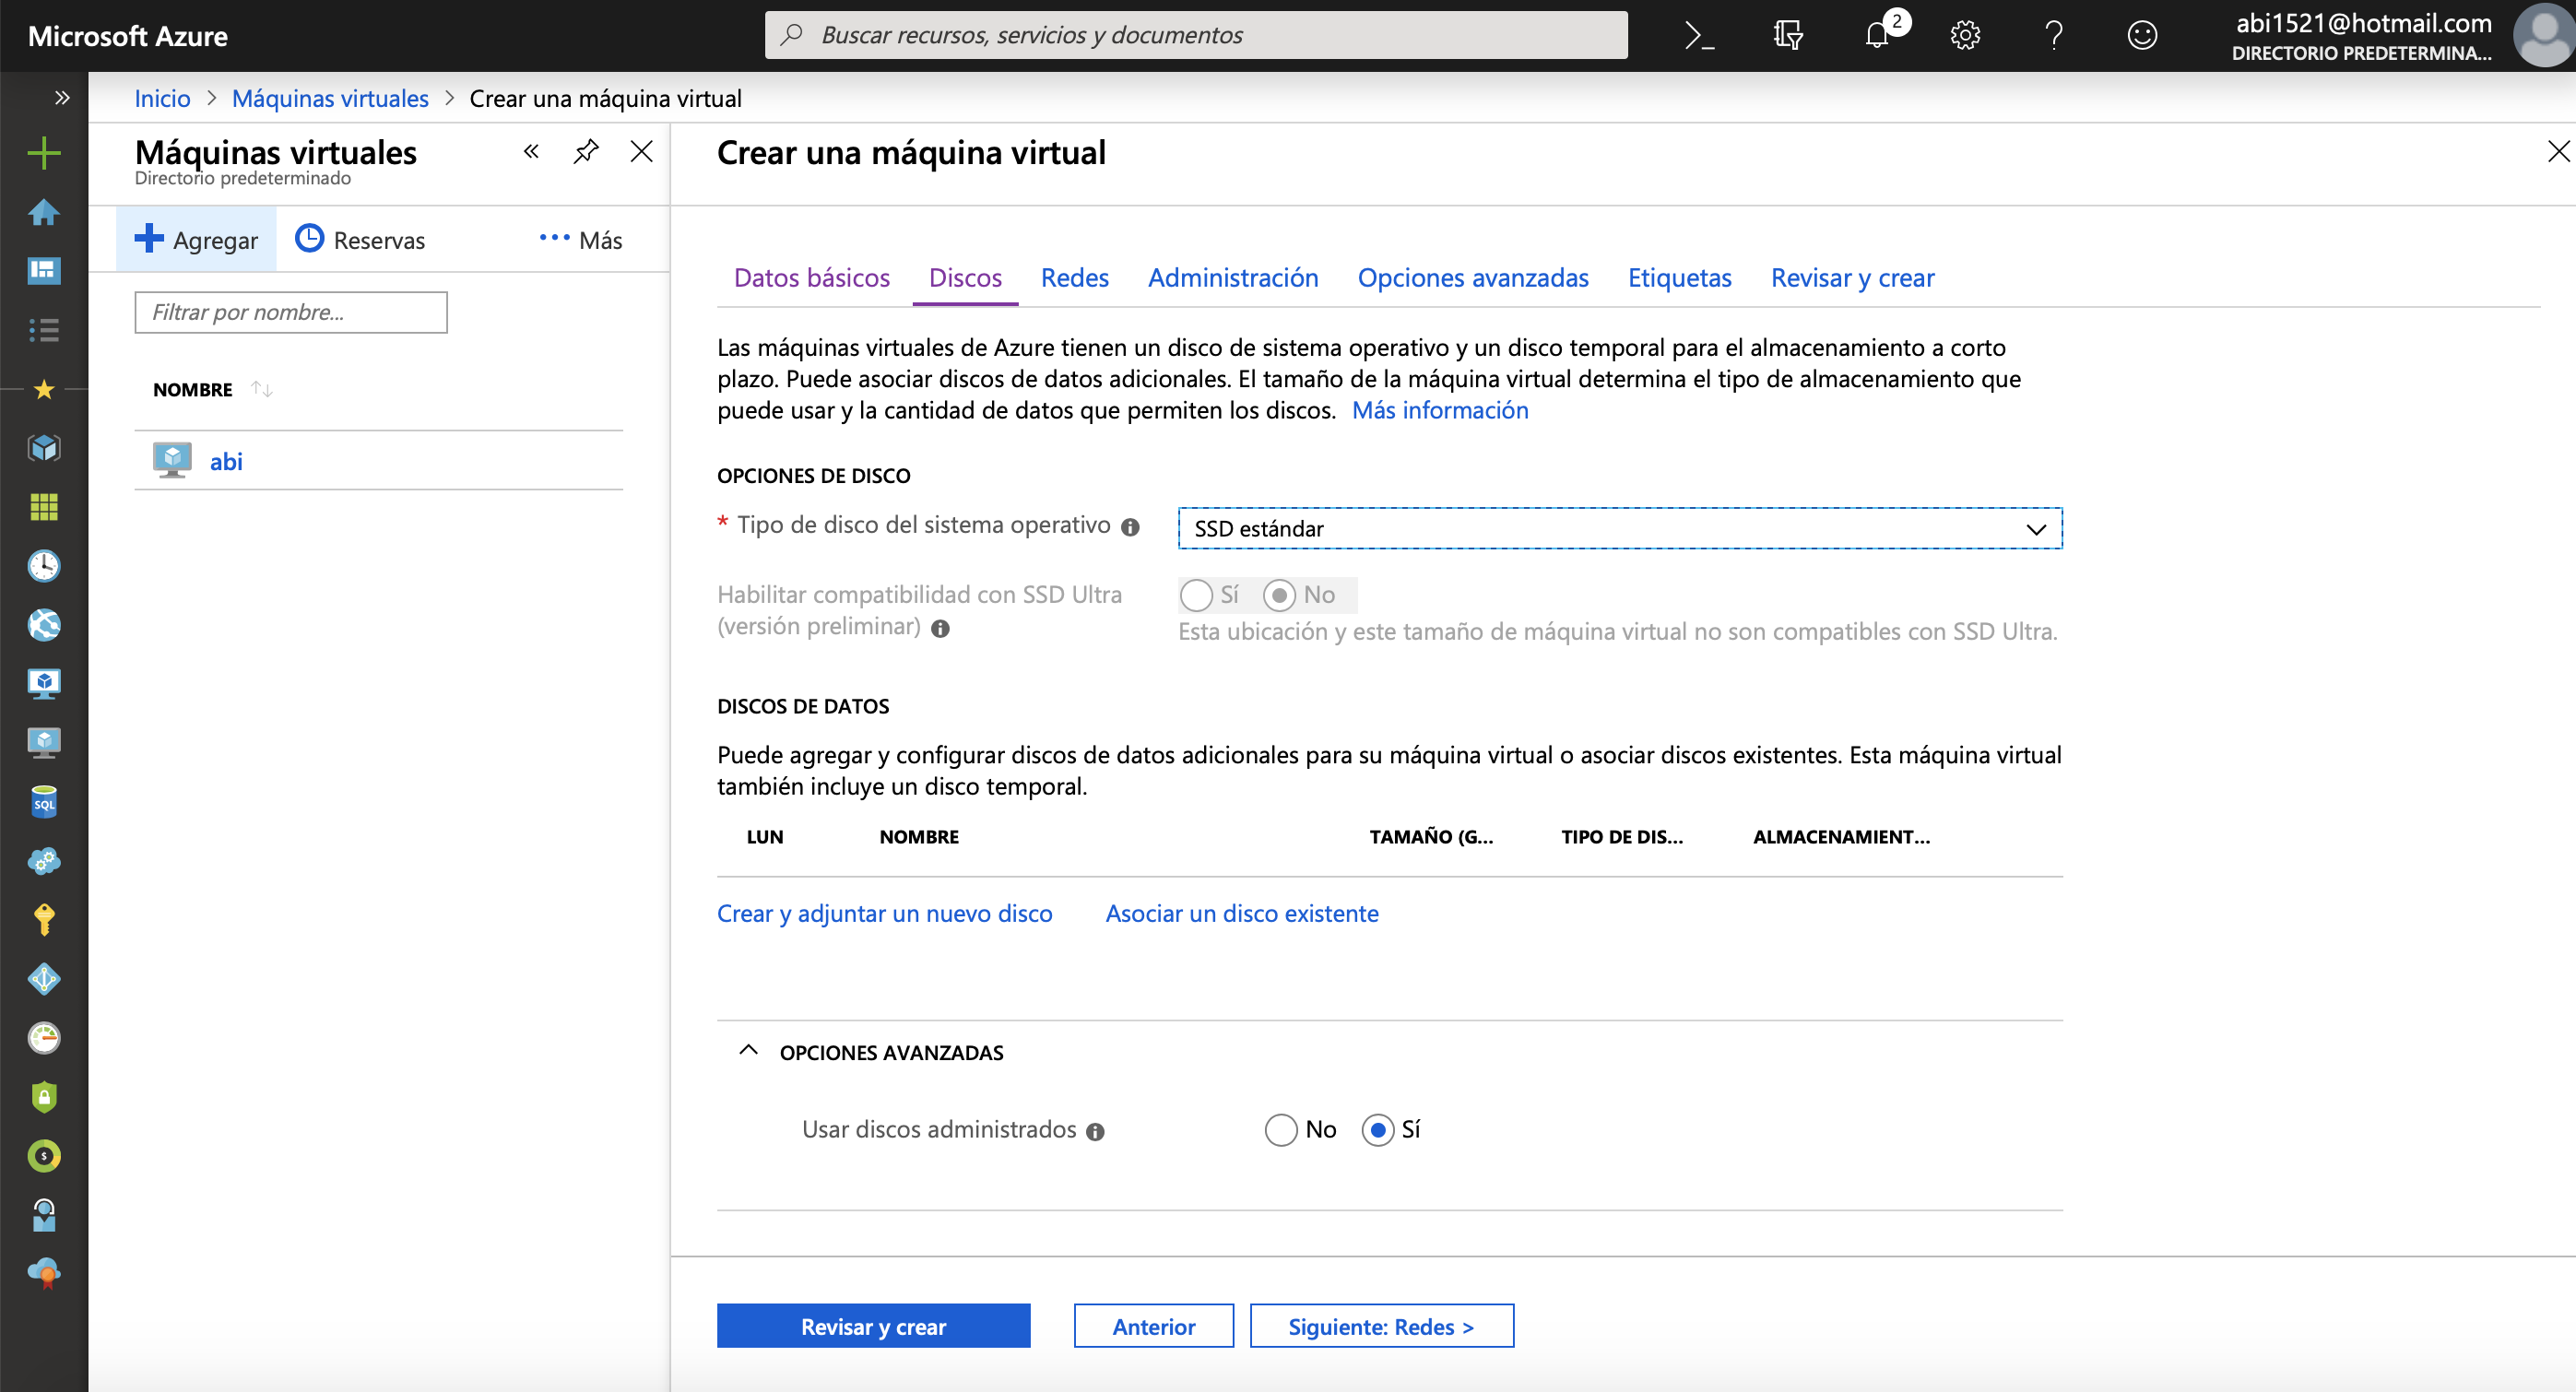 Microsoft Azure
Buscar recursos, servicios y documentos
2
abi1521@hotmail.com
DIRECTORIO PREDETERMINA...
Inicio > Máquinas virtuales > Crear una máquina virtual
Máquinas virtuales
Directorio predeterminado
Agregar
Reservas
Más
Filtrar por nombre...
NOMBRE
abi
Crear una máquina virtual
Datos básicos Discos Redes Administración Opciones avanzadas Etiquetas Revisar y crear
Las máquinas virtuales de Azure tienen un disco de sistema operativo y un disco temporal para el almacenamiento a corto
plazo. Puede asociar discos de datos adicionales. El tamaño de la máquina virtual determina el tipo de almacenamiento que
puede usar y la cantidad de datos que permiten los discos. Más información
OPCIONES DE DISCO
* Tipo de disco del sistema operativo
SSD estándar
Habilitar compatibilidad con SSD Ultra
(versión preliminar)
Sí No
Esta ubicación y este tamaño de máquina virtual no son compatibles con SSD Ultra.
DISCOS DE DATOS
Puede agregar y configurar discos de datos adicionales para su máquina virtual o asociar discos existentes. Esta máquina virtual
también incluye un disco temporal.
LUN NOMBRE TAMAÑO (G... TIPO DE DIS... ALMACENAMIENT...
Crear y adjuntar un nuevo disco Asociar un disco existente
OPCIONES AVANZADAS
Usar discos administrados No Sí
Revisar y crear Anterior Siguiente: Redes >
SQL